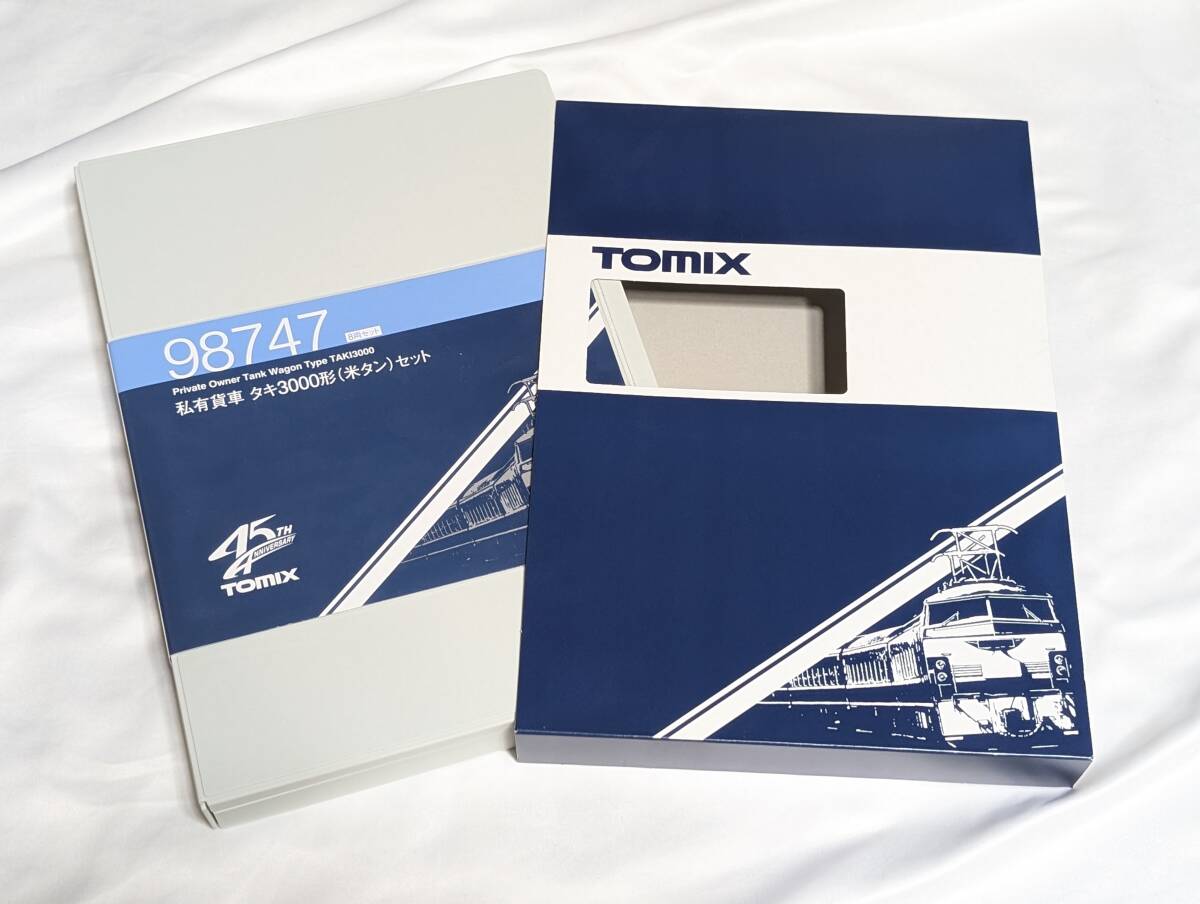 98747 8両セット
Private Owner Tank Wagon Type TAKI3000
私有貨車 タキ3000形(米タン)セット
45TH
ANNIVERSARY
TOMIX
TOMIX